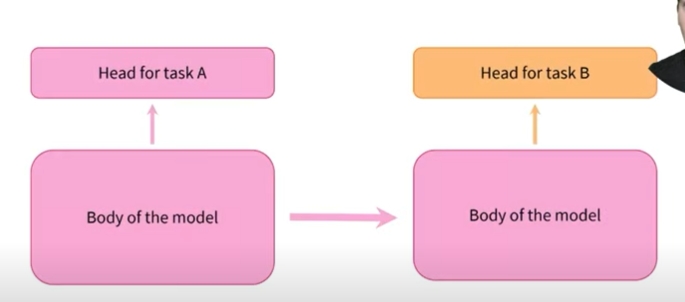 Head for task A
Head for task B
Body of the model
Body of the model